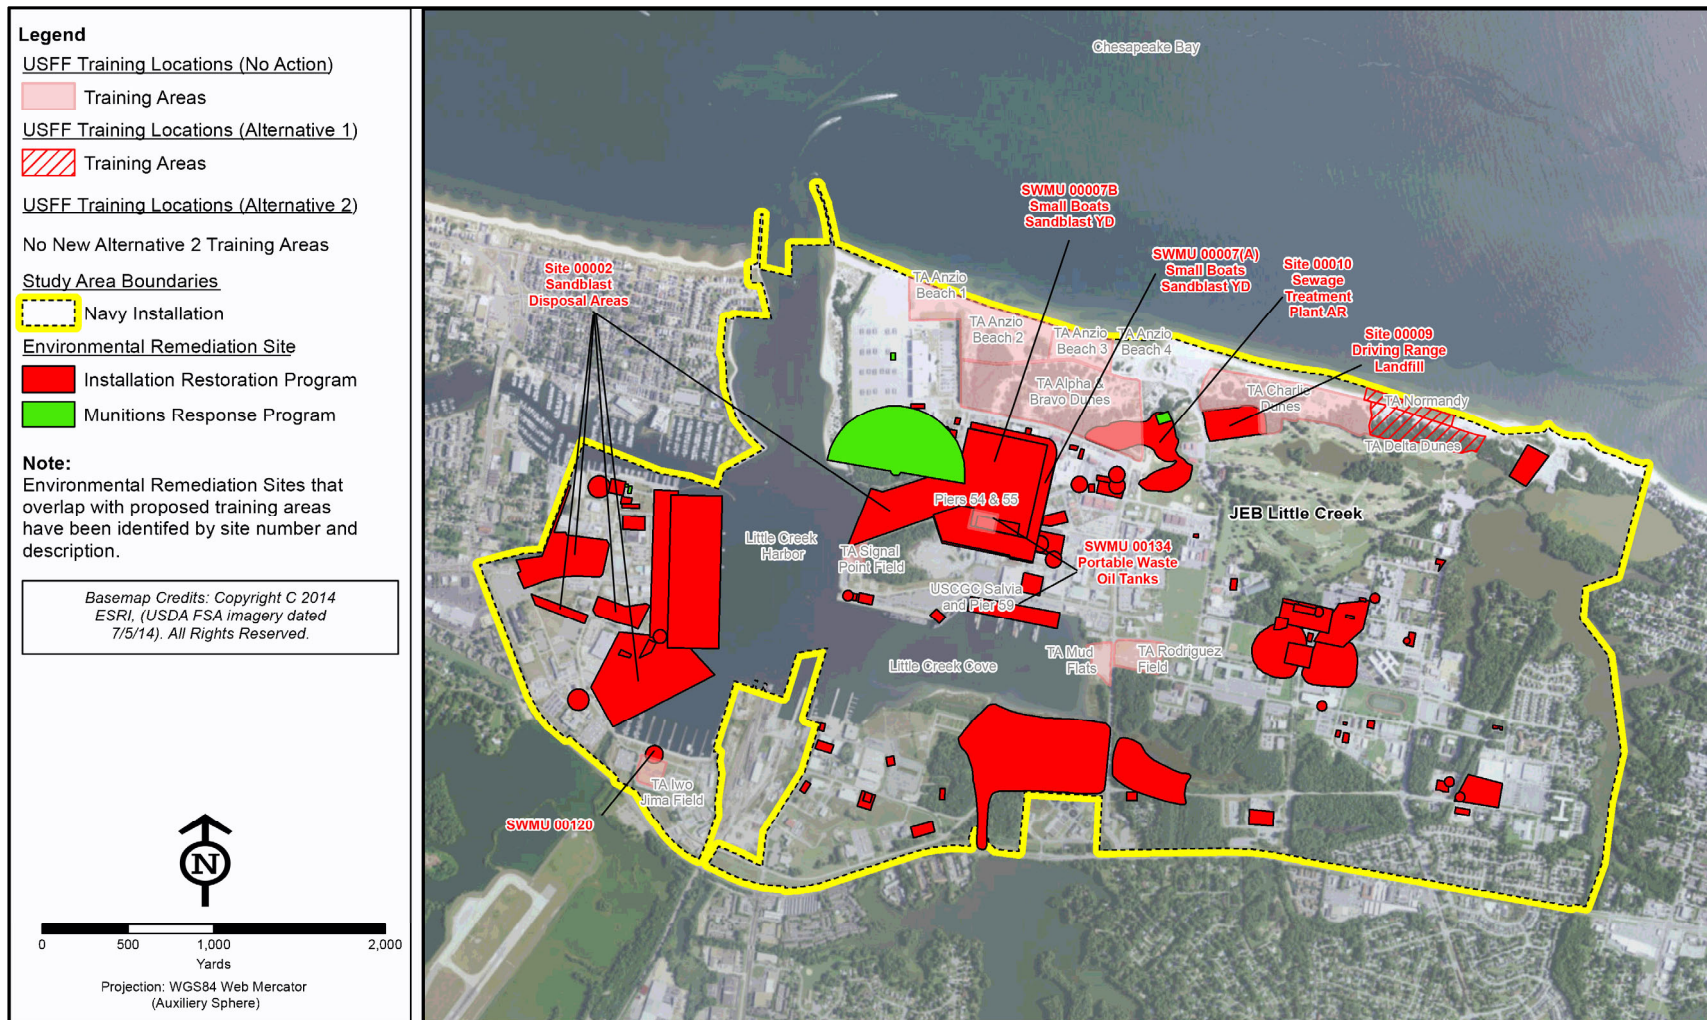 Legend
USFF Training Locations (No Action)
Training Areas
USFF Training Locations (Alternative 1)
Training Areas
USFF Training Locations (Alternative 2)
No New Alternative 2 Training Areas
Study Area Boundaries
Navy Installation
Environmental Remediation Site
Installation Restoration Program
Munitions Response Program
Note:
Environmental Remediation Sites that
overlap with proposed training areas
have been identifed by site number and
description.
Basemap Credits: Copyright C 2014
ESRI, (USDA FSA imagery dated
7/5/14). All Rights Reserved.
N
0 500 1,000 2,000
Yards
Projection: WGS84 Web Mercator
(Auxiliery Sphere)
Chesapeake Bay
SWMU 00007B
Small Boats
Sandblast YD
SWMU 00007(A)
Small Boats
Sandblast YD
Site 00010
Sewage
Treatment
Plant AR
Site 00002
Sandblast
Disposal Areas
Site 00009
Driving Range
Landfill
TA Anzio
Beach 1
TA Anzio
Beach 2
TA Anzio
Beach 3
TA Anzio
Beach 4
TA Alpha &
Bravo Dunes
TA Charlie
Dunes
TA Normandy
TA Delta Dunes
Piers 54 & 55
JEB Little Creek
Little Creek
Harbor
TA Signal
Point Field
SWMU 00134
Portable Waste
Oil Tanks
USCGC Salvia
and Pier 59
TA Mud
Flats
TA Rodriguez
Field
Little Creek Cove
TA Iwo
Jima Field
SWMU 00120